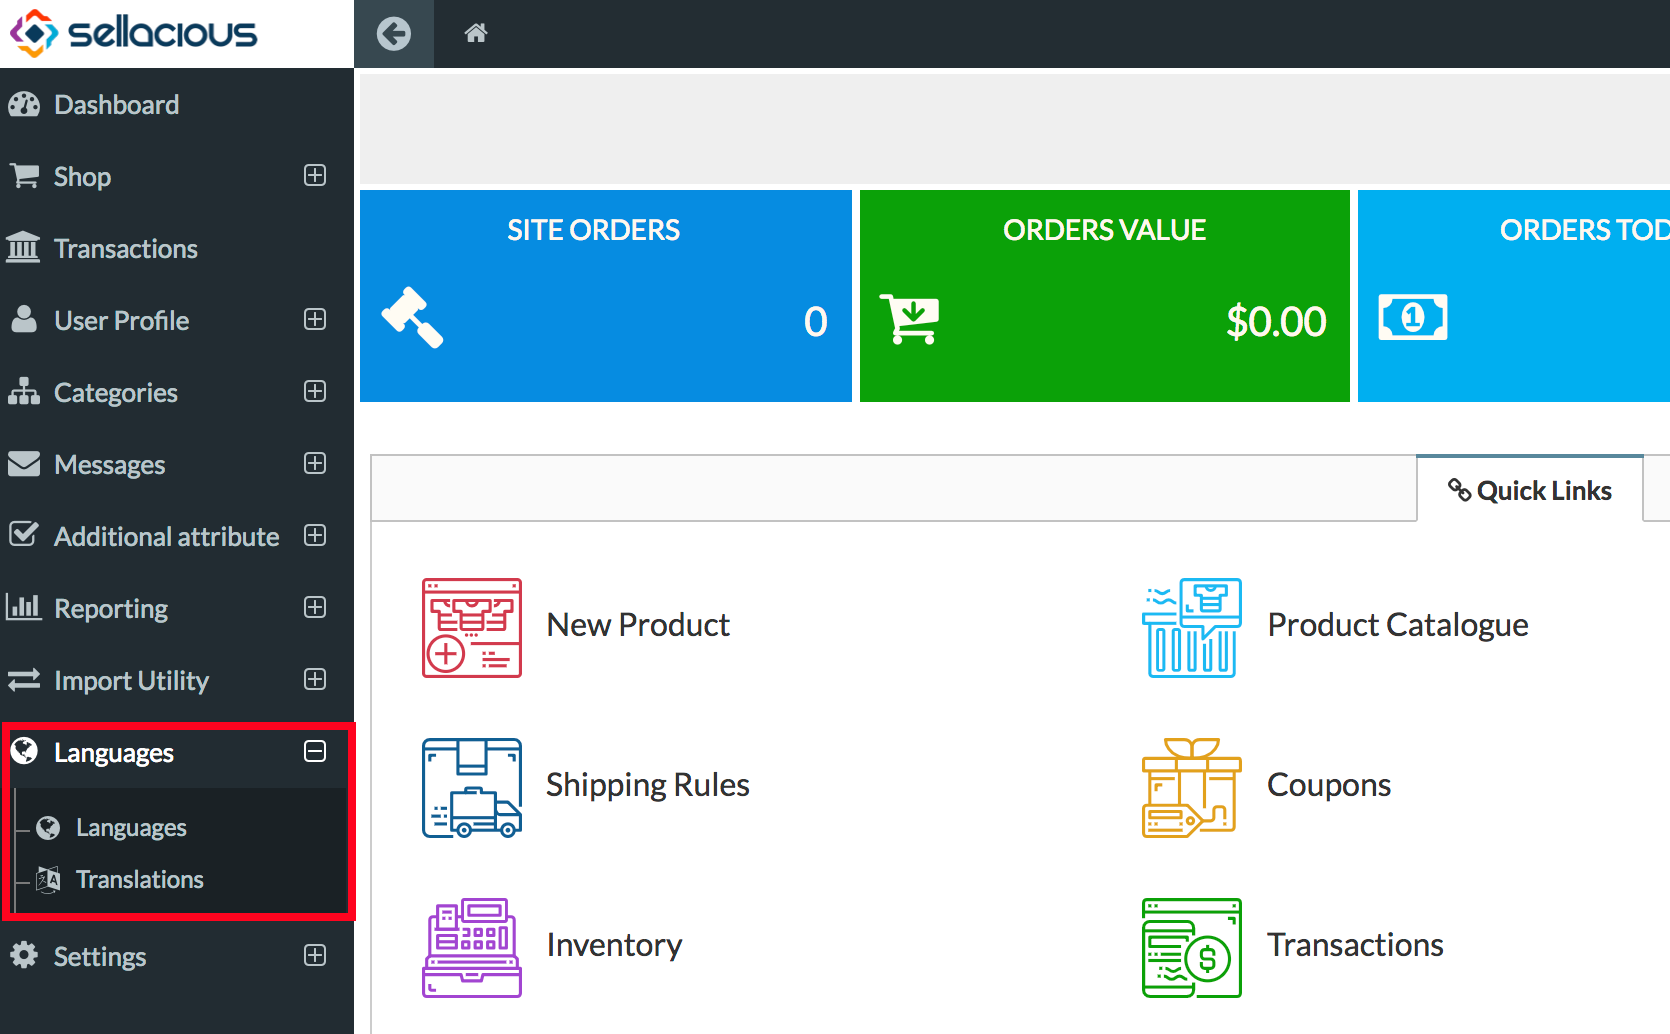 sellacious
Dashboard
Shop
Transactions
User Profile
Categories
Messages
Additional attribute
Reporting
Import Utility
Languages
Languages
Translations
Settings
SITE ORDERS
0
ORDERS VALUE
$0.00
ORDERS TOD
1
Quick Links
New Product
Product Catalogue
Shipping Rules
Coupons
Inventory
Transactions
$